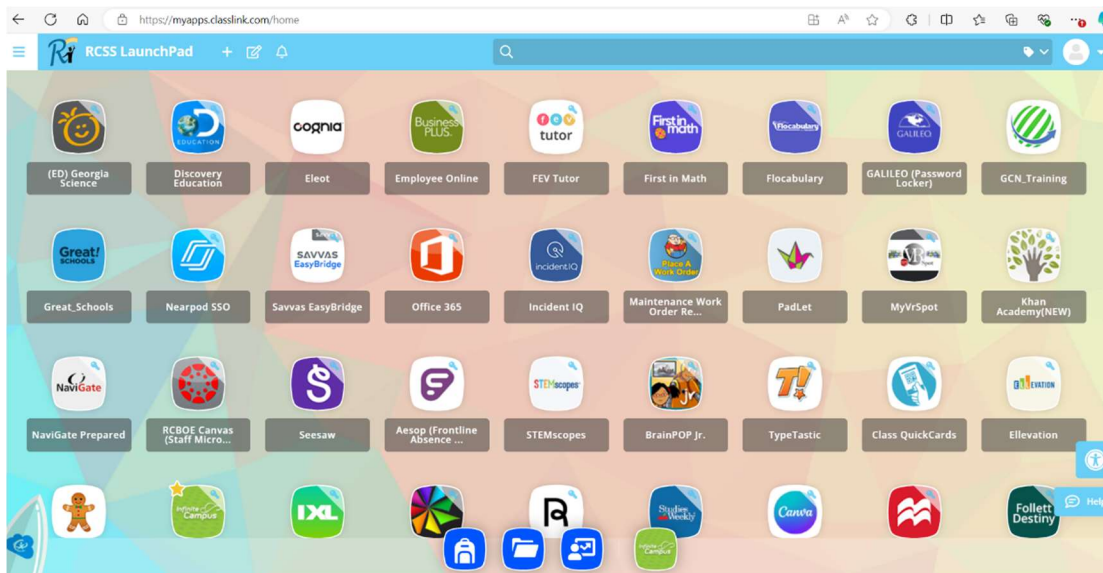 https://myapps.classlink.com/home
RCSS LaunchPad
EDUCATION
cognia
Business
PLUS
fev
tutor
First in
math
Flocabulary
GALILEO
(ED) Georgia
Science
Discovery
Education
Eleot
Employee Online
FEV Tutor
First in Math
Flocabulary
GALILEO (Password
Locker)
GCN_Training
Great!
SCHOOLS
SAVVAS
EasyBridge
incidentIQ
Place A
Work Order
Great_Schools
Nearpod SSO
Savvas EasyBridge
Office 365
Incident IQ
Maintenance Work
Order Re...
PadLet
MyVrSpot
Khan
Academy(NEW)
NaviGate
STEMscopes
Jr
T!
ELLEVATION
NaviGate Prepared
RCBOE Canvas
(Staff Micro...
Seesaw
Aesop (Frontline
Absence ...
STEMscopes
BrainPOP Jr.
TypeTastic
Class QuickCards
Ellevation
Infinite
Campus
IXL
R
Studies
Weekly
Canva
Follett
Destiny
Help
Infinite
Campus